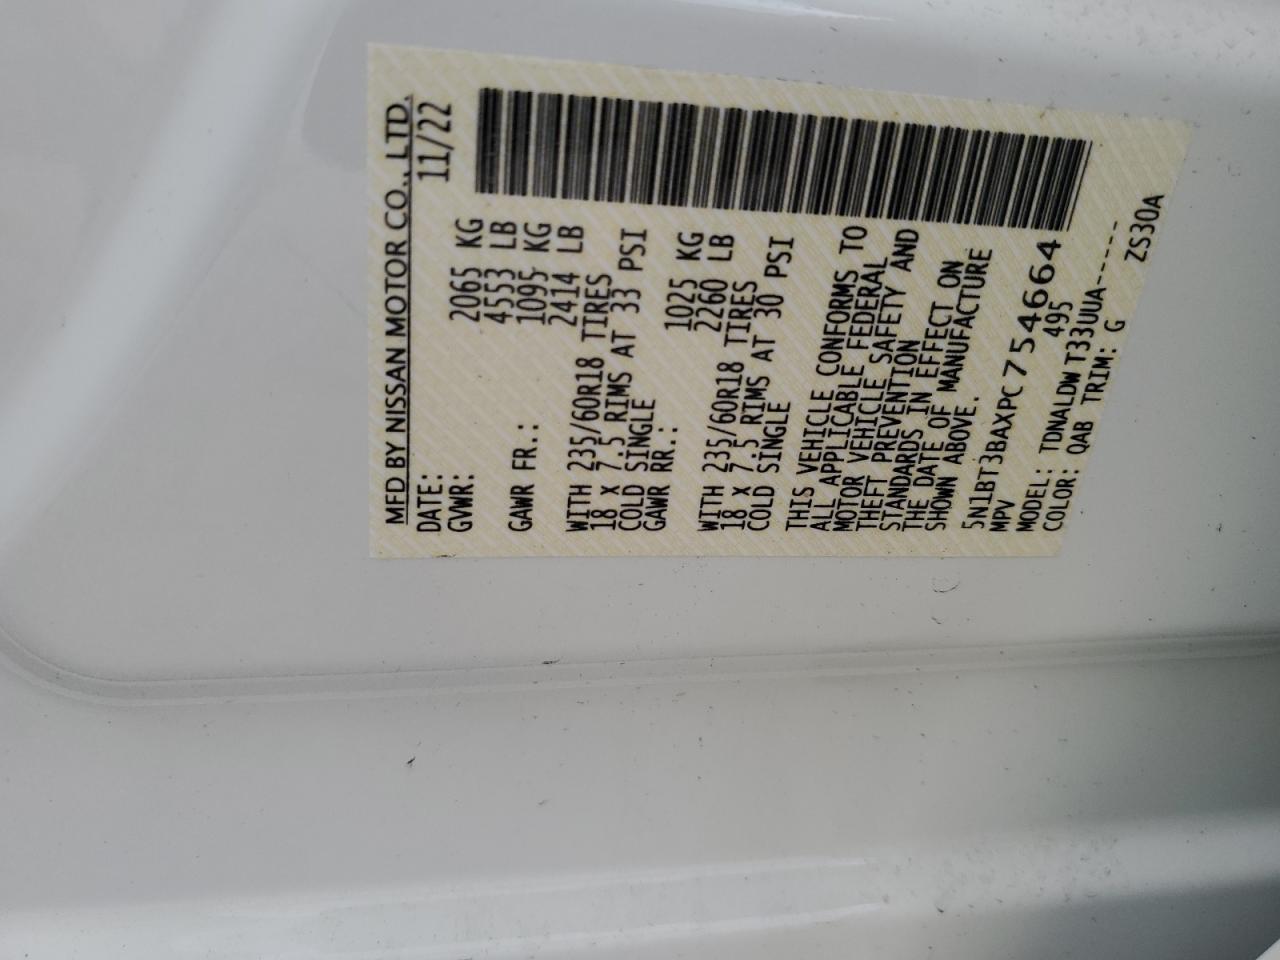 MFD BY NISSAN MOTOR CO., LTD.
DATE: 11/22
GVWR: 2065 KG
4553 LB
GAWR FR.: 1095 KG
2414 LB
WITH 235/60R18 TIRES
18 X 7.5 RIMS AT 33 PSI
COLD SINGLE
GAWR RR.: 1025 KG
2260 LB
WITH 235/60R18 TIRES
18 X 7.5 RIMS AT 30 PSI
COLD SINGLE
THIS VEHICLE CONFORMS TO
ALL APPLICABLE FEDERAL
MOTOR VEHICLE SAFETY AND
THEFT PREVENTION
STANDARDS IN EFFECT ON
THE DATE OF MANUFACTURE
SHOWN ABOVE.
5N1BT3BAXPC754664
MPV 495
MODEL: TDNALDW T33UUA-----
COLOR: QAB TRIM: G ZS30A